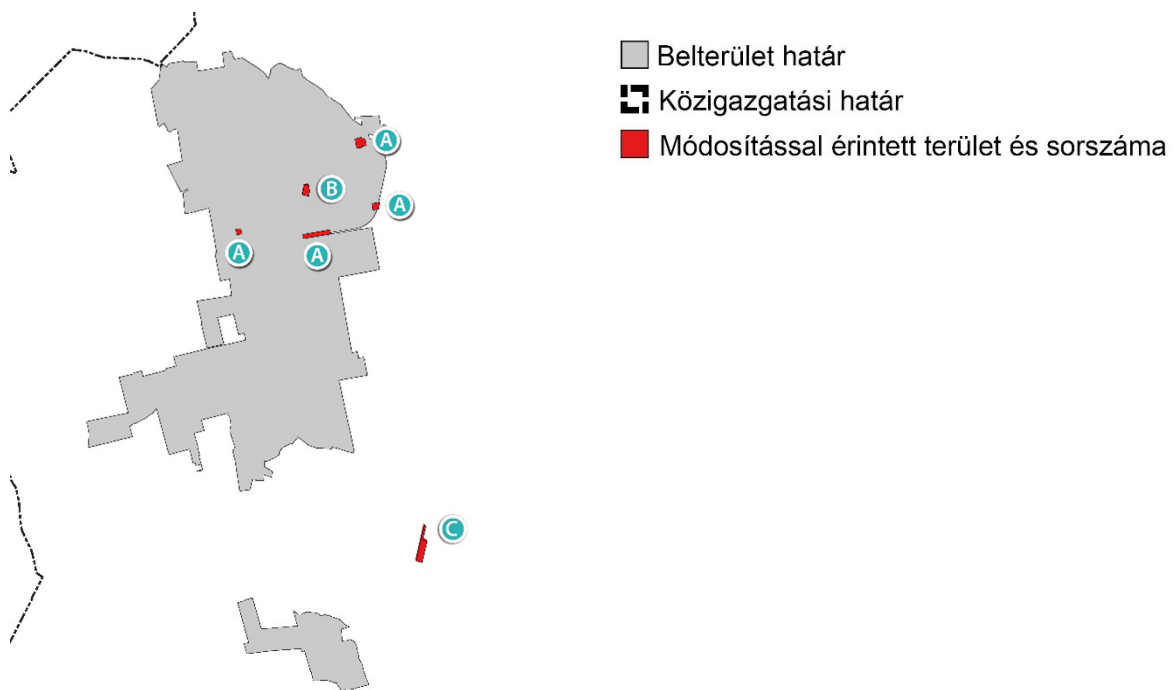 Belterület határ
Közigazgatási határ
Módosítással érintett terület és sorszáma
A
B
A
A
A
C